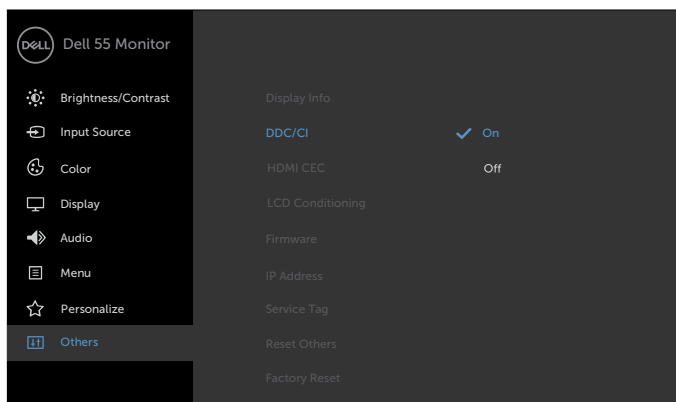 DELL Dell 55 Monitor
Brightness/Contrast
Input Source
Color
Display
Audio
Menu
Personalize
Others
Display Info
DDC/CI On
HDMI CEC Off
LCD Conditioning
Firmware
IP Address
Service Tag
Reset Others
Factory Reset